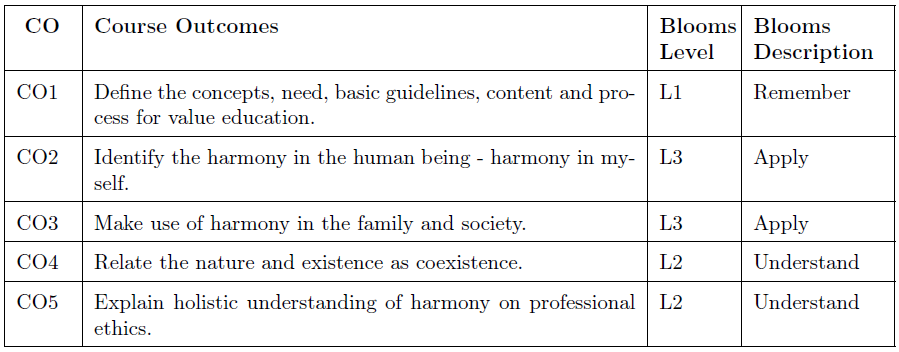 CO Course Outcomes Blooms Level Blooms Description
CO1 Define the concepts, need, basic guidelines, content and pro-
cess for value education. L1 Remember
CO2 Identify the harmony in the human being - harmony in my-
self. L3 Apply
CO3 Make use of harmony in the family and society. L3 Apply
CO4 Relate the nature and existence as coexistence. L2 Understand
CO5 Explain holistic understanding of harmony on professional
ethics. L2 Understand